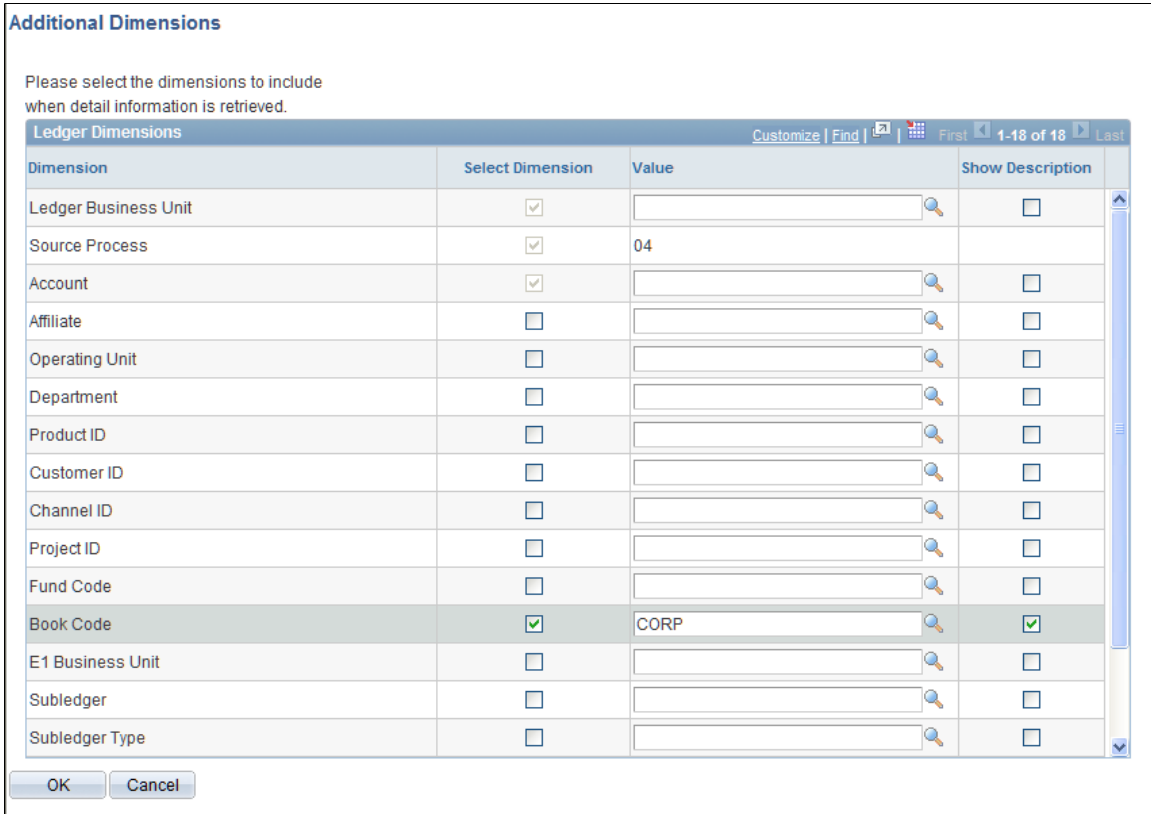 Additional Dimensions
Please select the dimensions to include
when detail information is retrieved.
Ledger Dimensions Customize | Find | | First 1-18 of 18 Last
Dimension Select Dimension Value Show Description
Ledger Business Unit
Source Process 04
Account
Affiliate
Operating Unit
Department
Product ID
Customer ID
Channel ID
Project ID
Fund Code
Book Code CORP
E1 Business Unit
Subledger
Subledger Type
OK Cancel